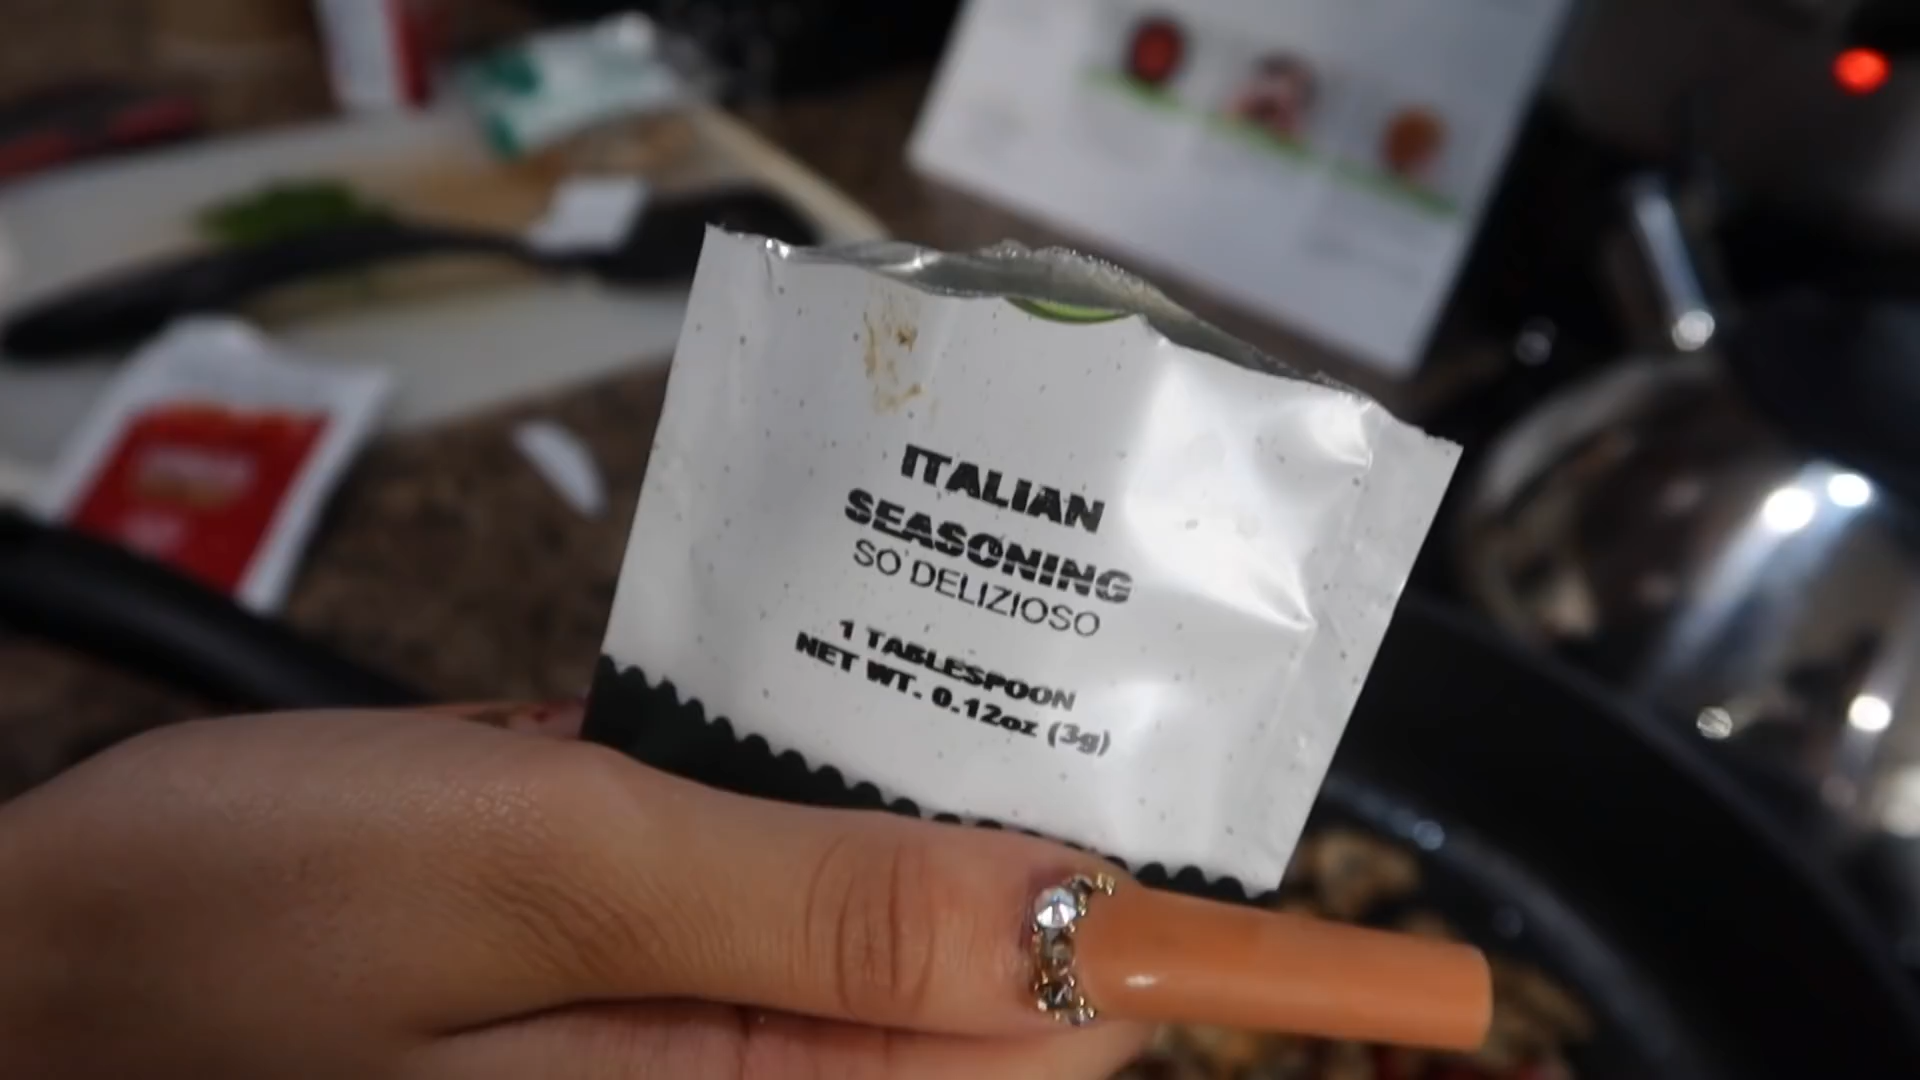 ITALIAN
SEASONING
SO DELIZIOSO
1 TABLESPOON
NET WT. 0.12oz (3g)